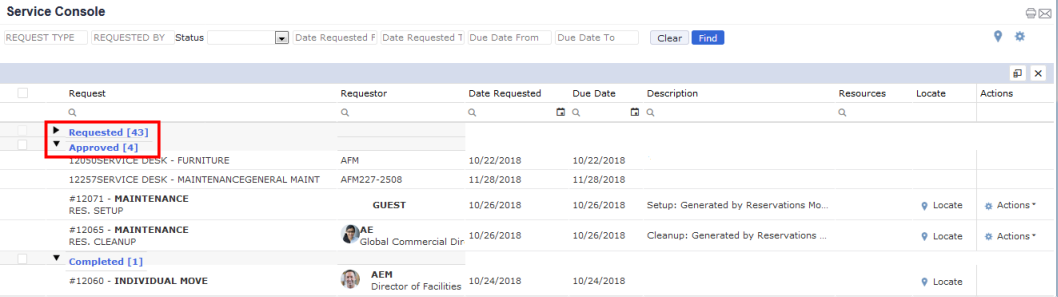 Service Console
REQUEST TYPE REQUESTED BY Status Date Requested F Date Requested T Due Date From Due Date To Clear Find
Request Requestor Date Requested Due Date Description Resources Locate Actions
Requested [43]
Approved [4]
12050SERVICE DESK - FURNITURE AFM 10/22/2018 10/22/2018
12257SERVICE DESK - MAINTENANCEGENERAL MAINT AFM227-2508 11/28/2018 11/28/2018
#12071 - MAINTENANCE
RES. SETUP GUEST 10/26/2018 10/26/2018 Setup: Generated by Reservations Mo... Locate Actions
#12065 - MAINTENANCE AE
RES. CLEANUP Global Commercial Dir 10/26/2018 10/26/2018 Cleanup: Generated by Reservations ... Locate Actions
Completed [1]
#12060 - INDIVIDUAL MOVE AEM
Director of Facilities 10/24/2018 10/24/2018 Locate